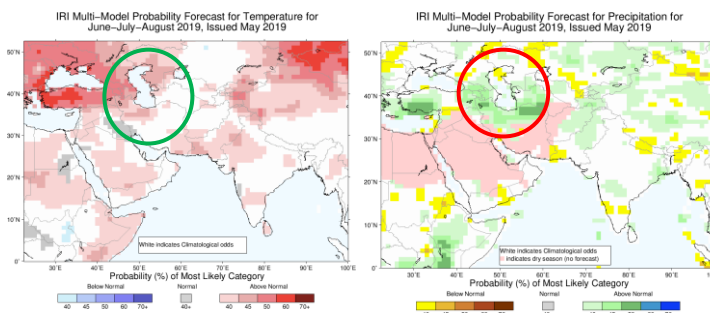 IRI Multi-Model Probability Forecast for Temperature for
June-July-August 2019, Issued May 2019
50°N
40°N
30°N
20°N
10°N
0°
30°E 40°E 50°E 60°E 70°E 80°E 90°E 100°E
White indicates Climatological odds
Probability (%) of Most Likely Category
Below Normal Normal Above Normal
40 45 50 60 70+ 40+ 40 45 50 60 70+
IRI Multi-Model Probability Forecast for Precipitation for
June-July-August 2019, Issued May 2019
50°N
40°N
30°N
20°N
10°N
0°
30°E 40°E 50°E 60°E 70°E 80°E 90°E
White indicates Climatological odds
indicates dry season (no forecast)
Probability (%) of Most Likely Category
Below Normal Normal Above Normal